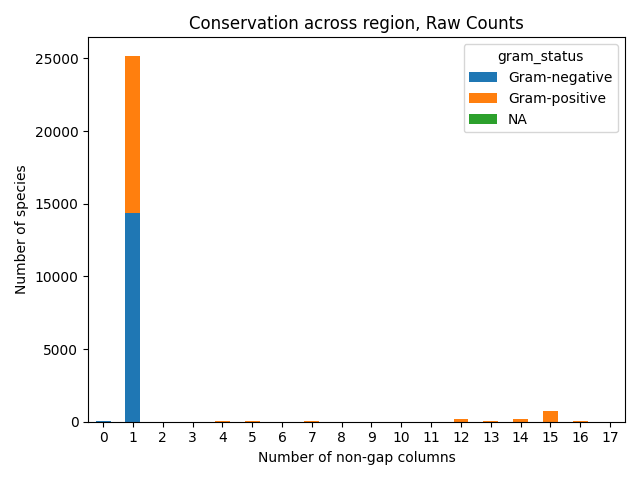 Conservation across region, Raw Counts
gram_status
Gram-negative
Gram-positive
NA
Number of species
25000
20000
15000
10000
5000
0
0 1 2 3 4 5 6 7 8 9 10 11 12 13 14 15 16 17
Number of non-gap columns